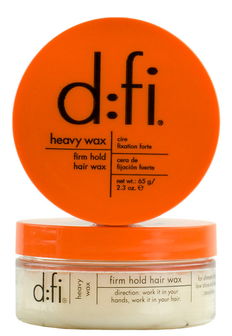 d:fi®
heavy wax
firm hold
hair wax
cire
fixation forte
cera de
fijación fuerte
net wt.: 65 g/
2.3 oz. e
d:fi®
heavy
wax
firm hold hair wax
direction: work it in your
hands, work it in your hair.